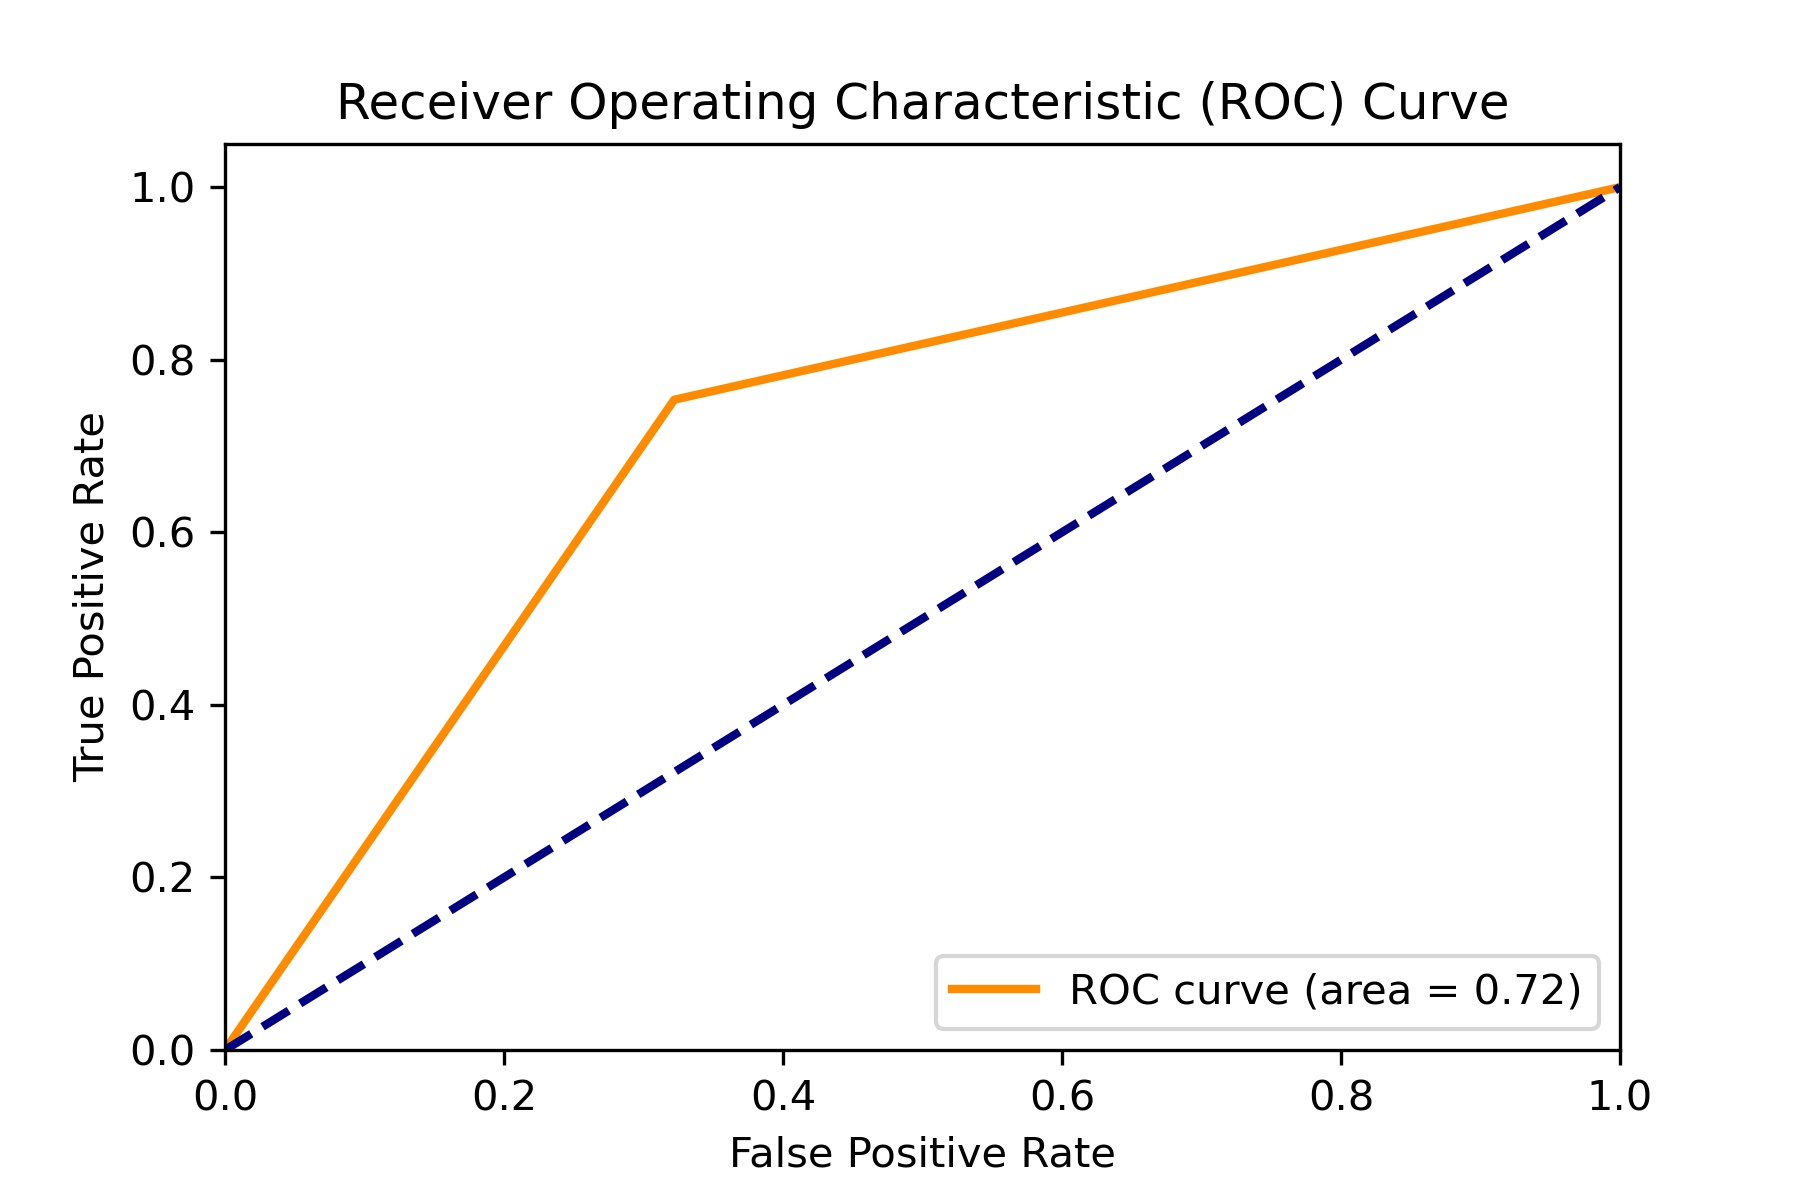 Receiver Operating Characteristic (ROC) Curve
1.0
0.8
0.6
0.4
0.2
0.0
True Positive Rate
ROC curve (area = 0.72)
0.0 0.2 0.4 0.6 0.8 1.0
False Positive Rate